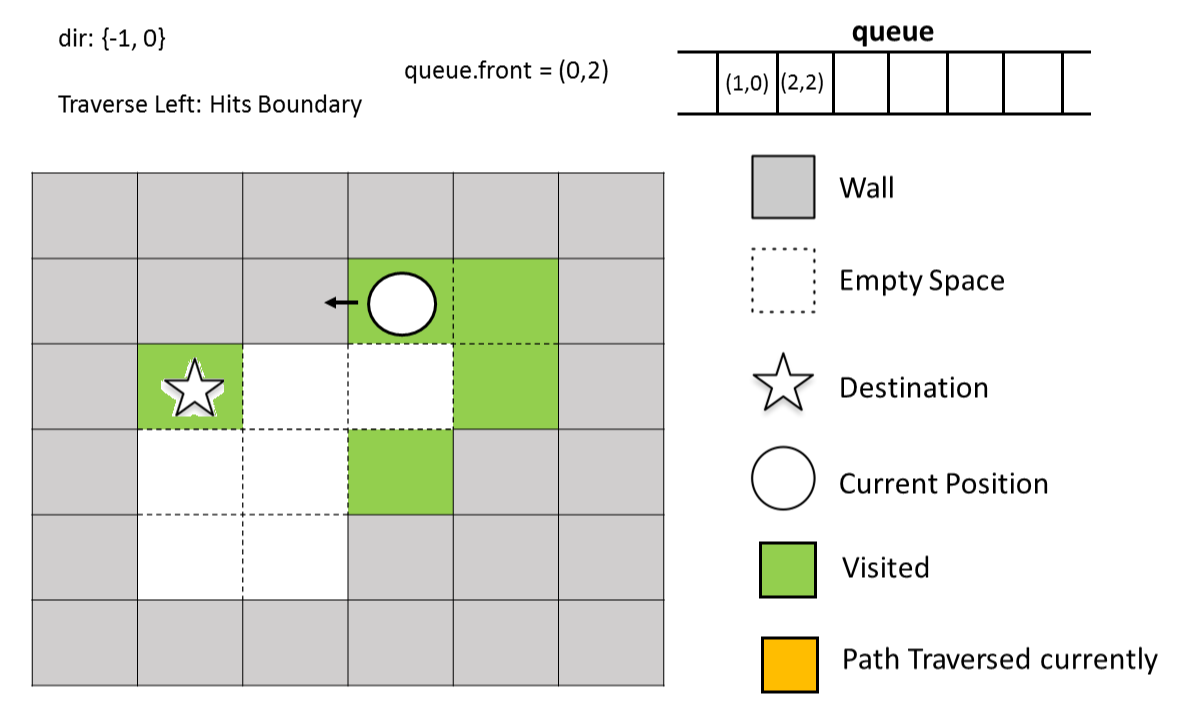 dir: {-1, 0}
queue.front = (0,2)
Traverse Left: Hits Boundary
queue
(1,0) (2,2)
Wall
Empty Space
Destination
Current Position
Visited
Path Traversed currently